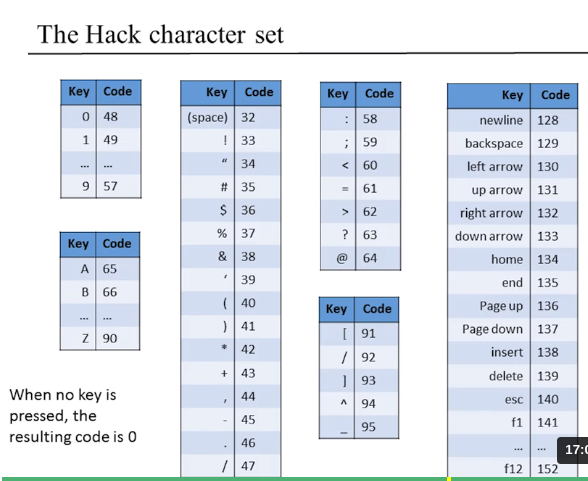 The Hack character set
Key Code
0 48
1 49
... ...
9 57
Key Code
A 65
B 66
... ...
Z 90
When no key is
pressed, the
resulting code is 0
Key Code
(space) 32
! 33
“ 34
# 35
$ 36
% 37
& 38
‘ 39
( 40
) 41
* 42
+ 43
, 44
- 45
. 46
/ 47
Key Code
: 58
; 59
< 60
= 61
> 62
? 63
@ 64
Key Code
[ 91
/ 92
] 93
^ 94
_ 95
Key Code
newline 128
backspace 129
left arrow 130
up arrow 131
right arrow 132
down arrow 133
home 134
end 135
Page up 136
Page down 137
insert 138
delete 139
esc 140
f1 141
... ...
f12 152